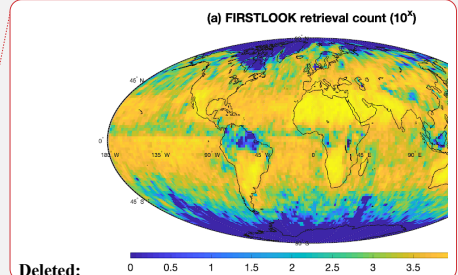 (a) FIRSTLOOK retrieval count (10^x)
45° N
0°
180° W 135° W 90° W 45° W 0° 45° E 90° E
45° S
Deleted: 0 0.5 1 1.5 2 2.5 3 3.5